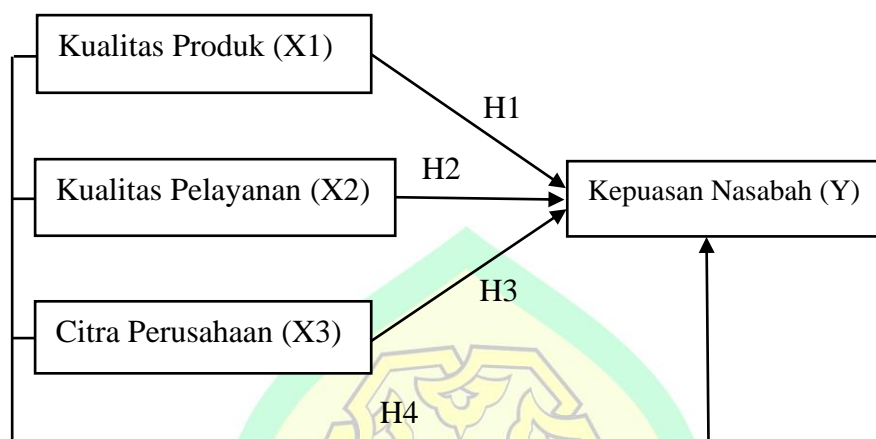 Kualitas Produk (X1)
H1
H2
Kualitas Pelayanan (X2)
Kepuasan Nasabah (Y)
H3
Citra Perusahaan (X3)
H4